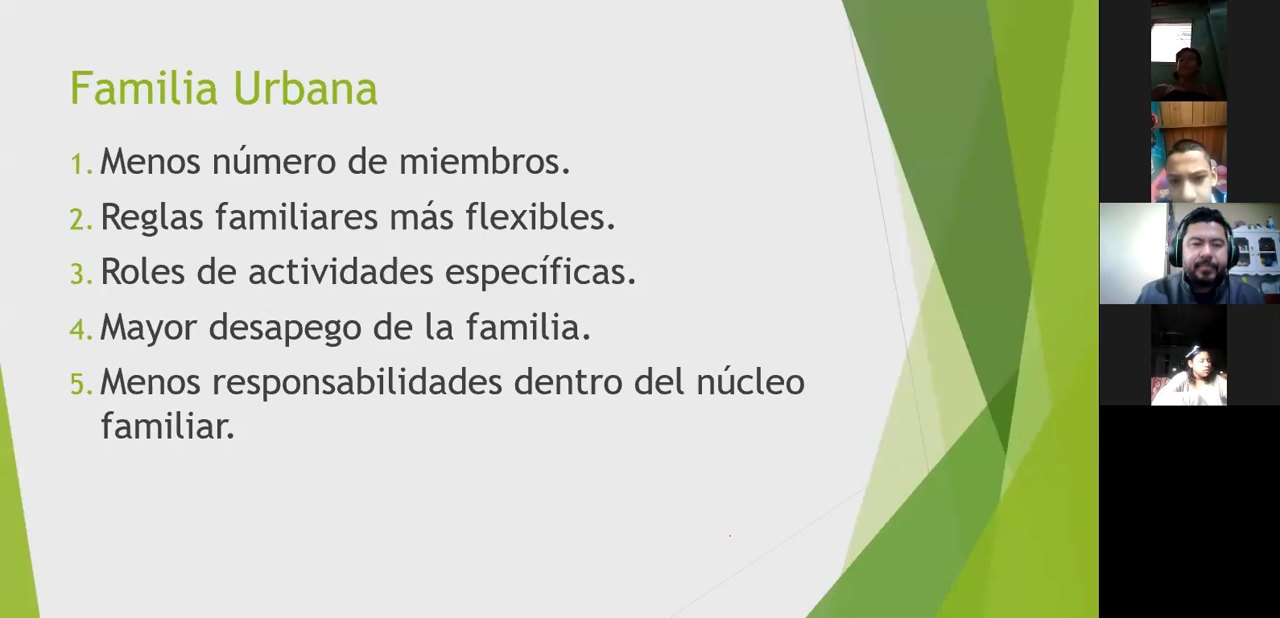 Familia Urbana
1. Menos número de miembros.
2. Reglas familiares más flexibles.
3. Roles de actividades específicas.
4. Mayor desapego de la familia.
5. Menos responsabilidades dentro del núcleo
familiar.